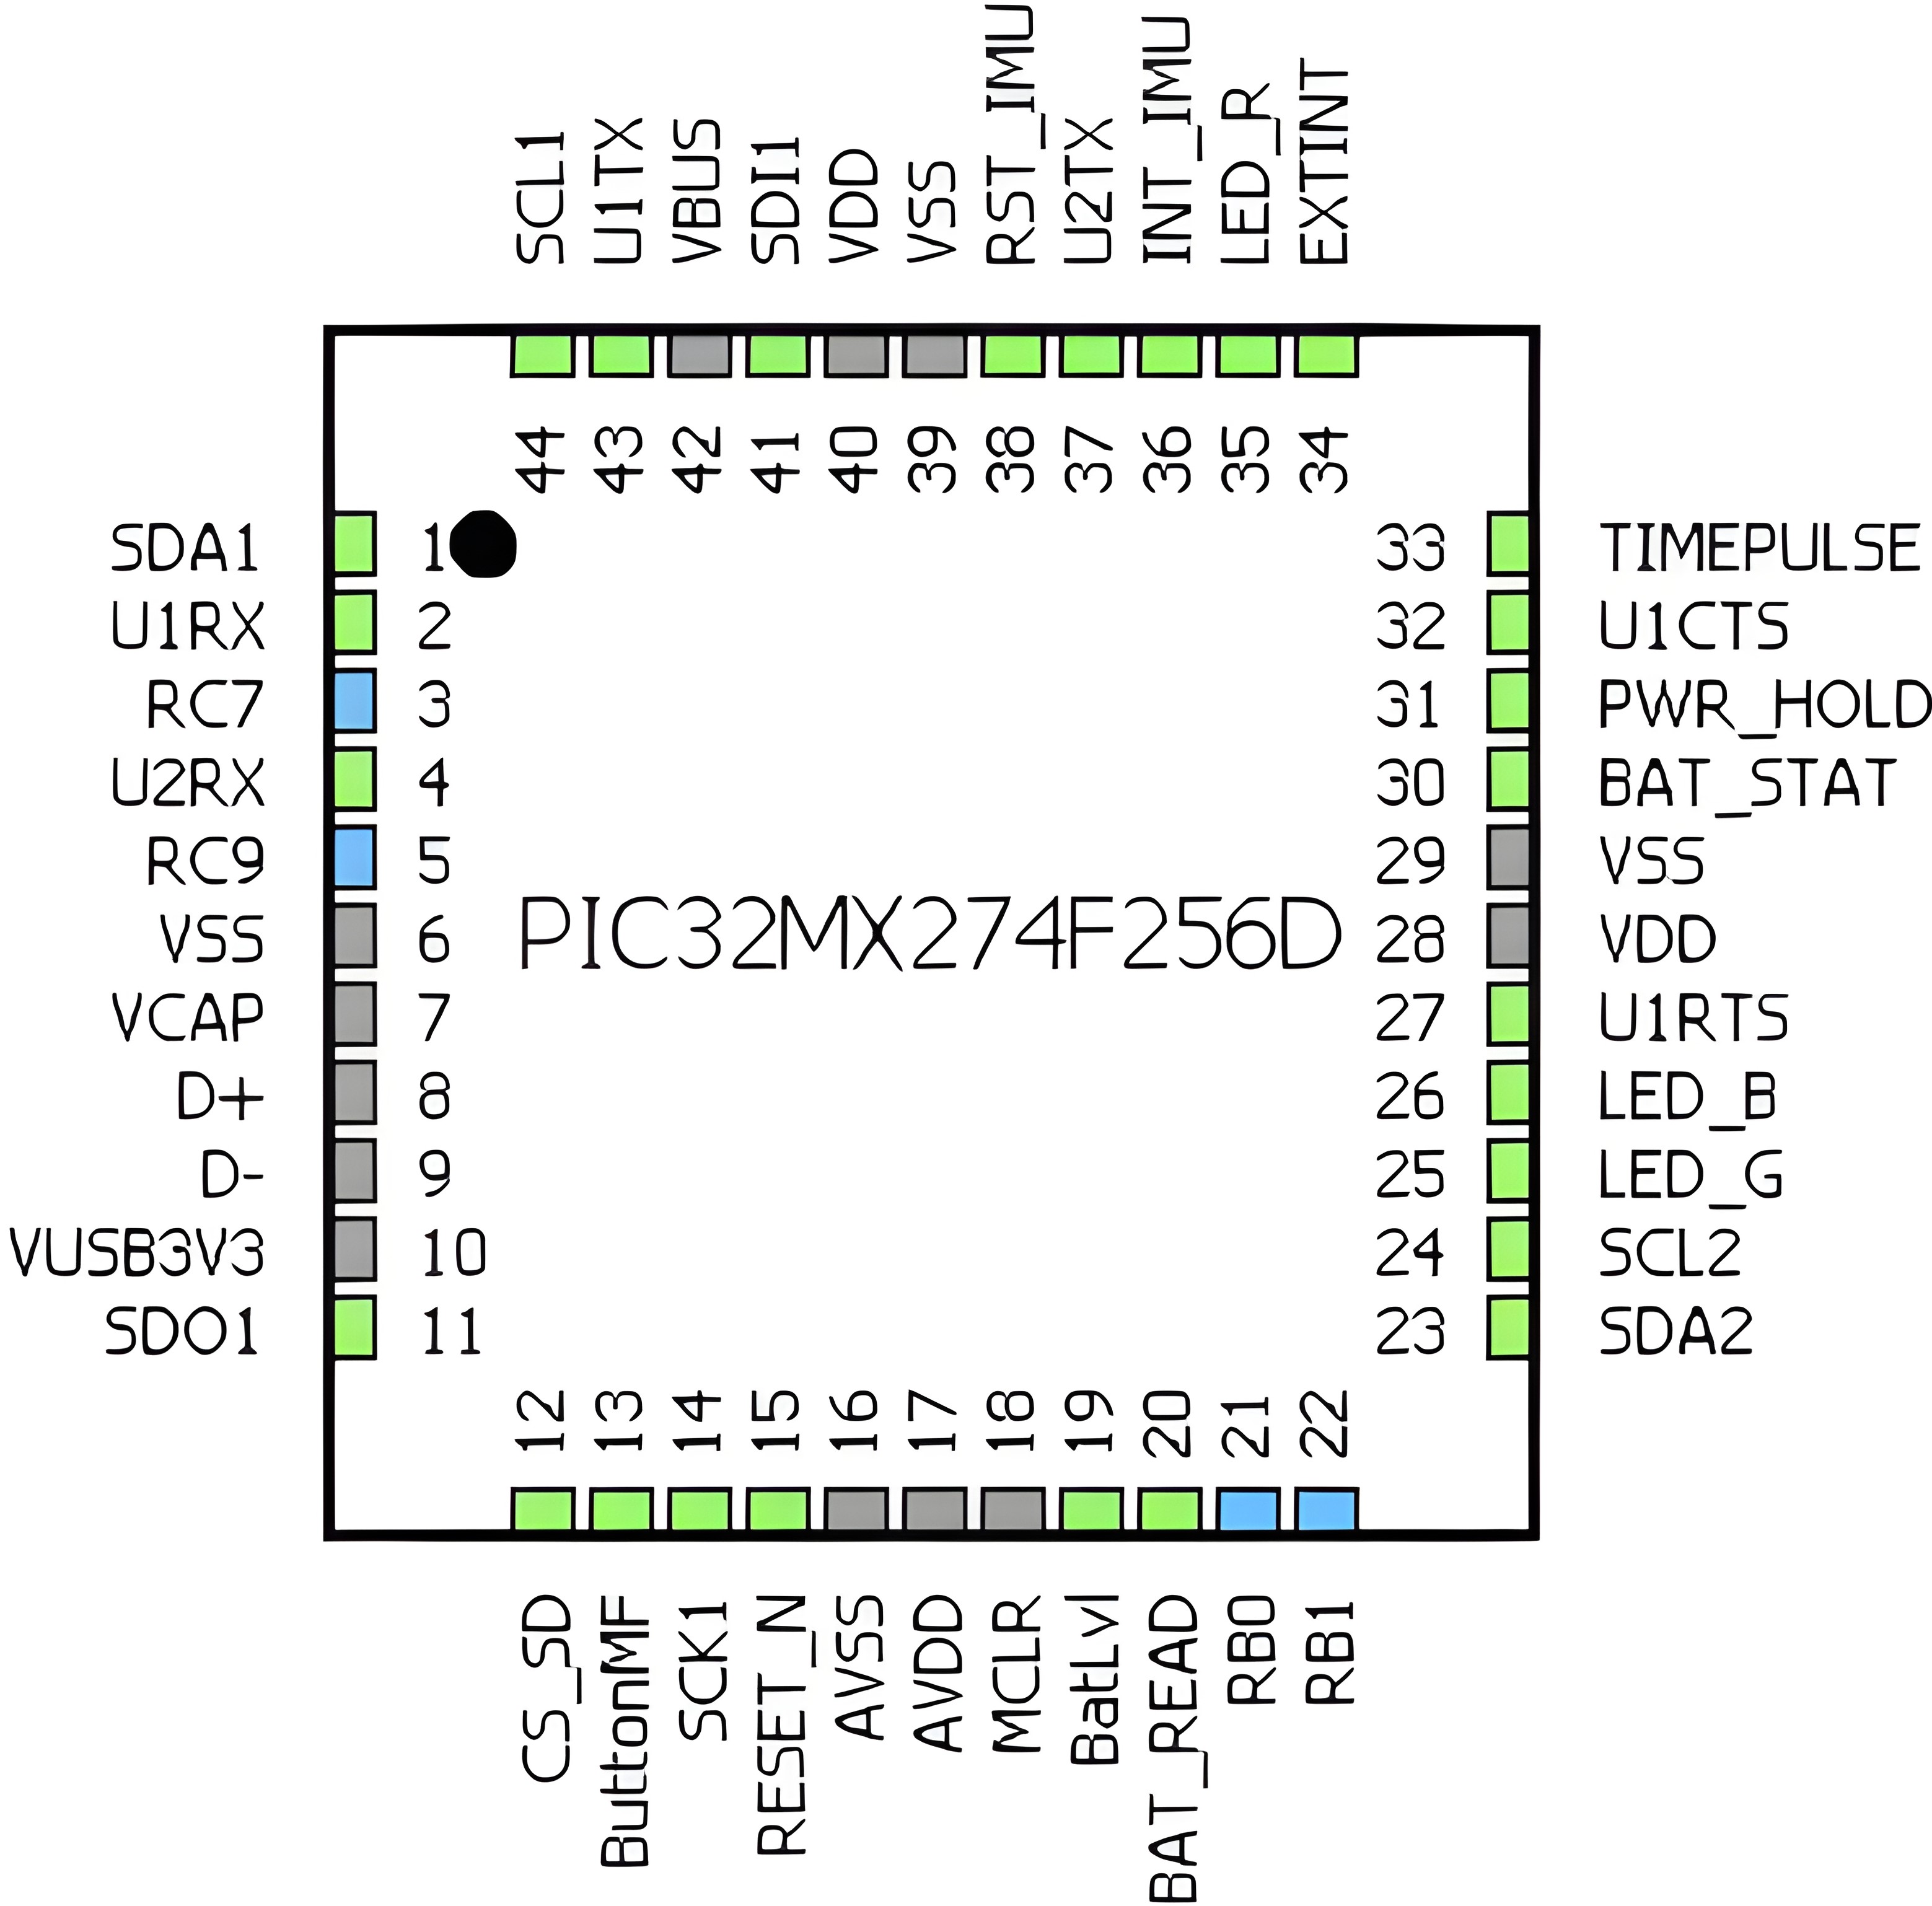 SCL1
U1TX
VBUS
SDI1
VDD
VSS
RST_IMU
U2TX
INT_IMU
LED_R
EXTINT
44
43
42
41
40
39
38
37
36
35
34
SDA1 1 33 TIMEPULSE
U1RX 2 32 U1CTS
RC7 3 31 PWR_HOLD
U2RX 4 30 BAT_STAT
RC9 5 29 VSS
VSS 6 28 VDD
PIC32MX274F256D
VCAP 7 27 U1RTS
D+ 8 26 LED_B
D- 9 25 LED_G
VUSB3V3 10 24 SCL2
SDO1 11 23 SDA2
12
13
14
15
16
17
18
19
20
21
22
CS_SD
ButtonMF
SCK1
RESET_N
AVSS
AVDD
MCLR
BatLvl
BAT_READ
RB0
RB1